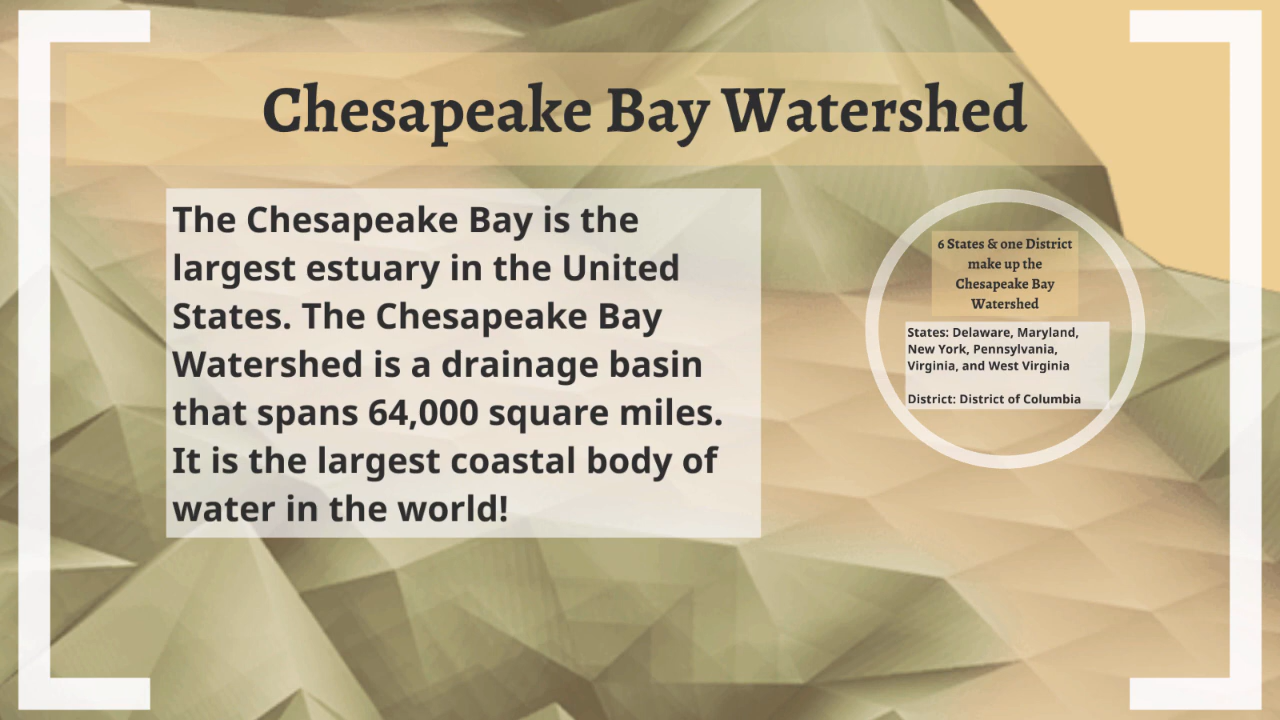 Chesapeake Bay Watershed
The Chesapeake Bay is the
largest estuary in the United
States. The Chesapeake Bay
Watershed is a drainage basin
that spans 64,000 square miles.
It is the largest coastal body of
water in the world!
6 States & one District
make up the
Chesapeake Bay
Watershed
States: Delaware, Maryland,
New York, Pennsylvania,
Virginia, and West Virginia
District: District of Columbia